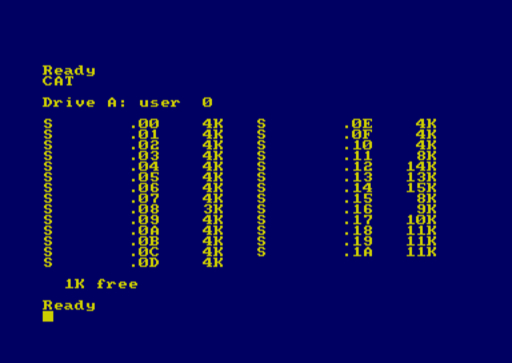 Ready
CAT
Drive A: user  0
S       .00    4K   S       .0E    4K
S       .01    4K   S       .0F    4K
S       .02    4K   S       .10    4K
S       .03    4K   S       .11    8K
S       .04    4K   S       .12   14K
S       .05    4K   S       .13   13K
S       .06    4K   S       .14   15K
S       .07    4K   S       .15    8K
S       .08    3K   S       .16    9K
S       .09    4K   S       .17   10K
S       .0A    4K   S       .18   11K
S       .0B    4K   S       .19   11K
S       .0C    4K   S       .1A   11K
S       .0D    4K
1K free
Ready